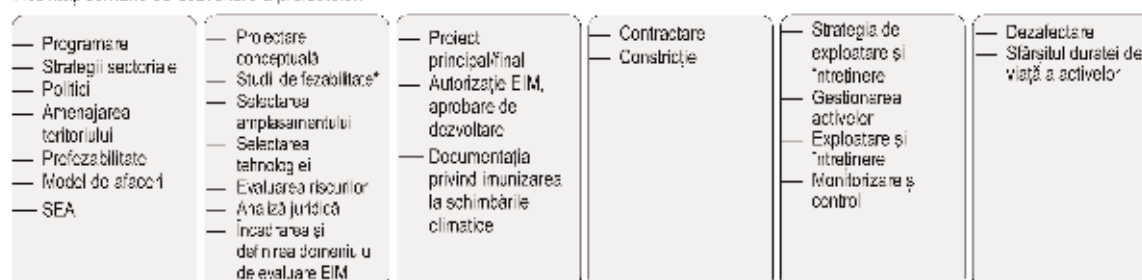 — Programare
— Strategii sectoriale
— Politici
— Amenajarea
teritoriului
— Prefezabilitate
— Model de afaceri
— SEA
— Proiectare
conceptuală
— Studii de fezabilitate*
— Selectarea
amplasamentului
— Selectarea
tehnologiei
— Evaluarea riscurilor
— Analiză juridică
— Încadrarea și
definirea domeniului
de evaluare EIM
— Proiect
principal/final
— Autorizație EIM,
aprobare de
dezvoltare
— Documentația
privind imunizarea
la schimbările
climatice
— Contractare
— Constricție
— Strategia de
exploatare și
întreținere
— Gestionarea
activelor
— Exploatare și
întreținere
— Monitorizare și
control
— Dezafectare
— Sfârșitul duratei de
viață a activelor